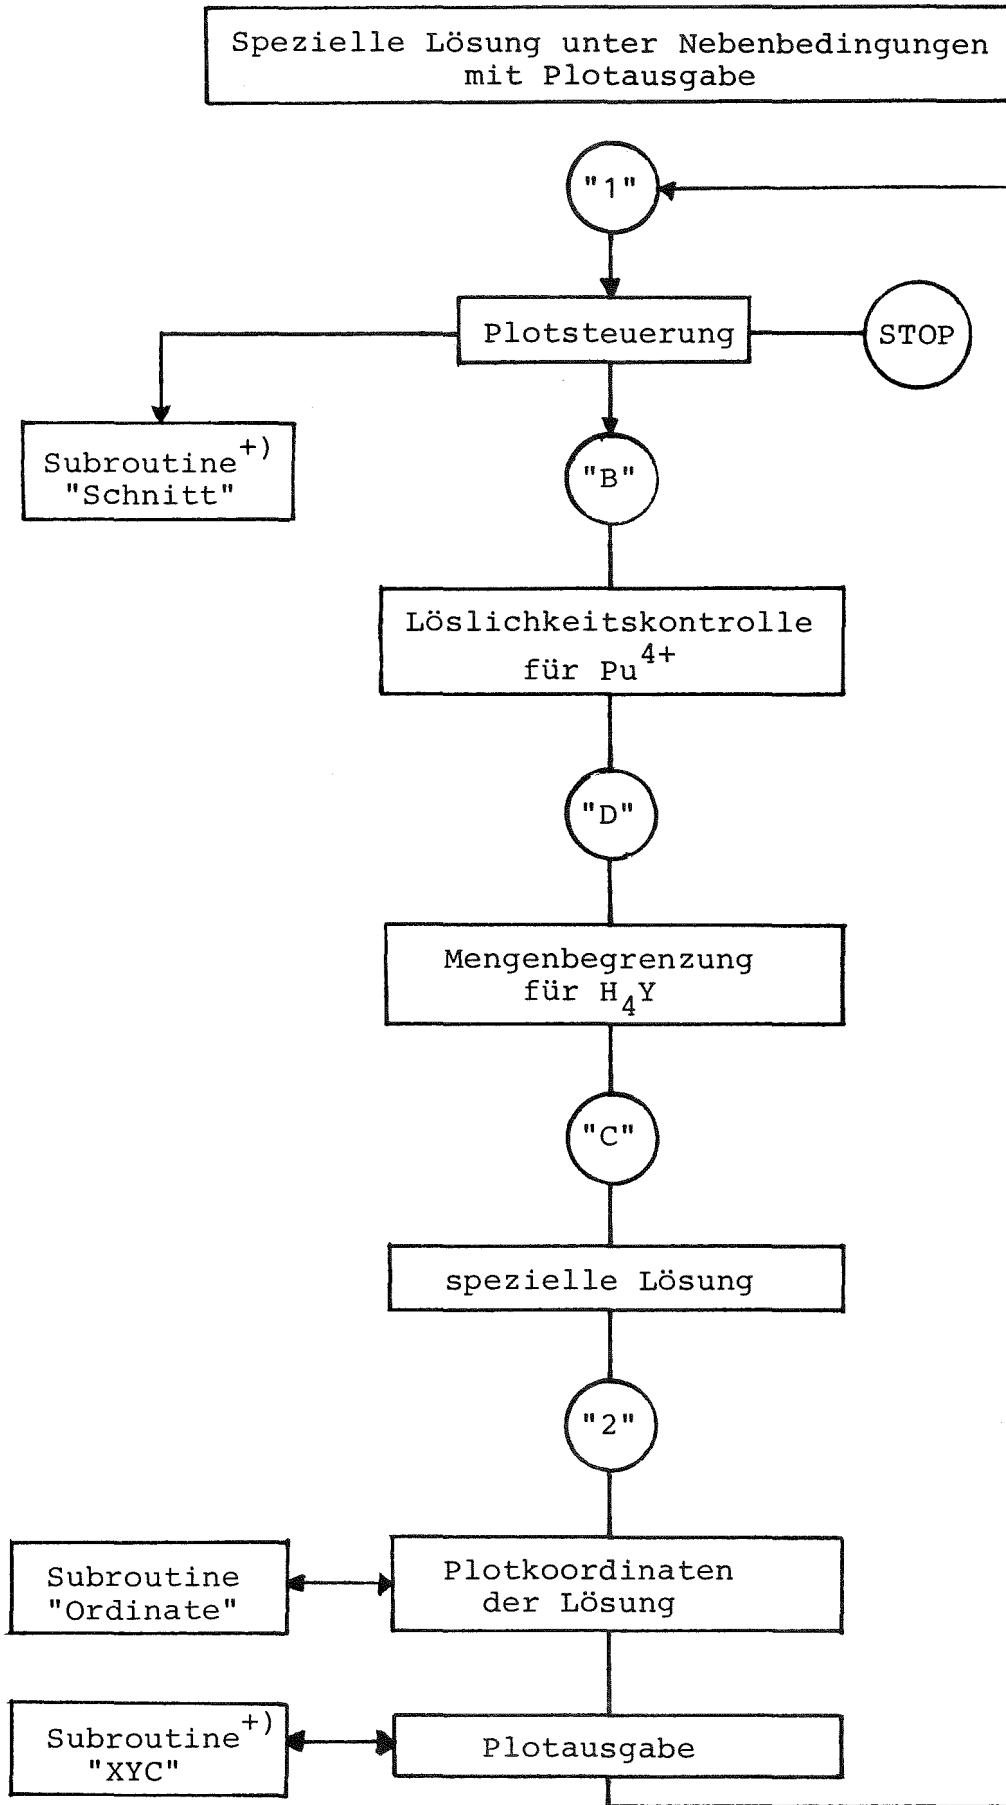 Spezielle Lösung unter Nebenbedingungen
mit Plotausgabe
"1"
Plotsteuerung
STOP
Subroutine+)
"Schnitt"
"B"
Löslichkeitskontrolle
für Pu4+
"D"
Mengenbegrenzung
für H4Y
"C"
spezielle Lösung
"2"
Subroutine
"Ordinate"
Plotkoordinaten
der Lösung
Subroutine+)
"XYC"
Plotausgabe